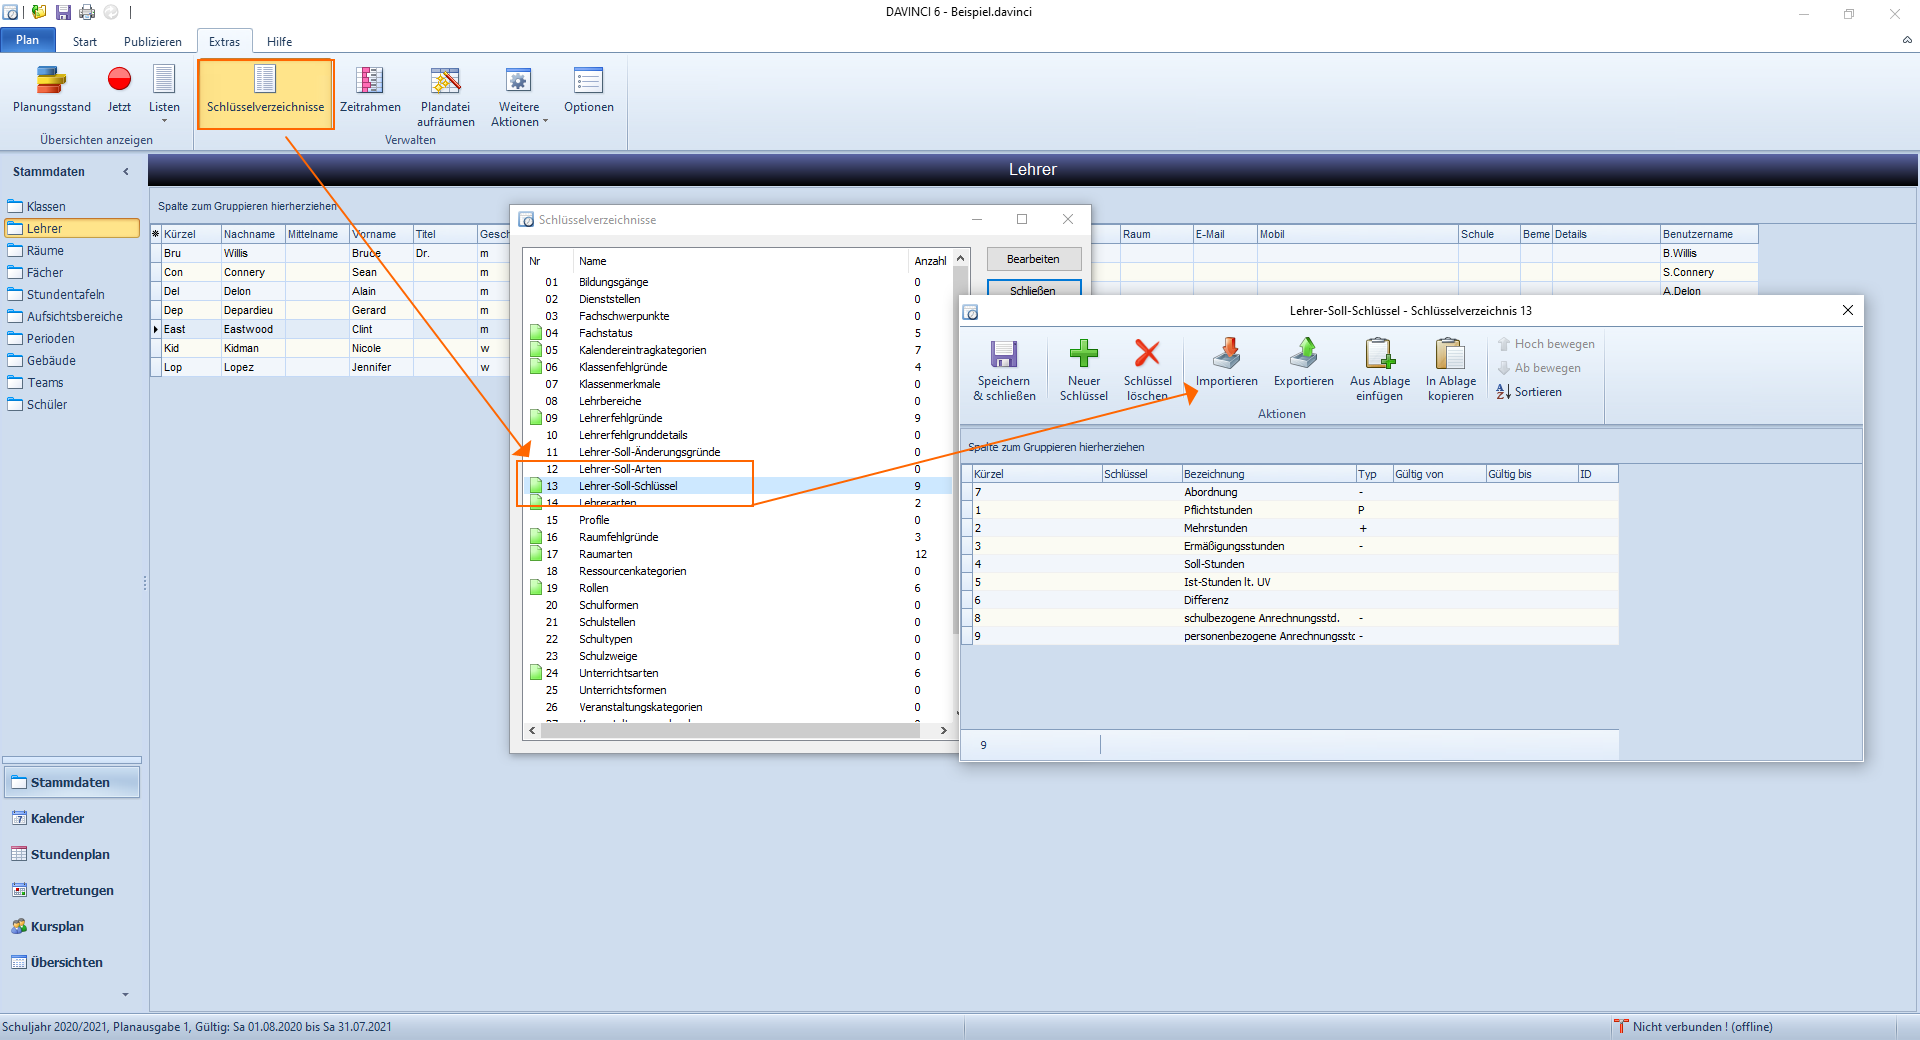 DAVINCI 6 - Beispiel.davinci
Plan
Start
Publizieren
Extras
Hilfe
Planungsstand
Jetzt
Listen
Übersichten anzeigen
Schlüsselverzeichnisse
Zeitrahmen
Plandatei
aufräumen
Weitere
Aktionen
Optionen
Verwalten
Stammdaten
Klassen
Lehrer
Räume
Fächer
Stundentafeln
Aufsichtsbereiche
Perioden
Gebäude
Teams
Schüler
Stammdaten
Kalender
Stundenplan
Vertretungen
Kursplan
Übersichten
Lehrer
Spalte zum Gruppieren hierherziehen
Kürzel Nachname Mittelname Vorname Titel Gesch Raum E-Mail Mobil Schule Beme Details Benutzername
Bru Willis Bruce Dr. m B.Willis
Con Connery Sean m S.Connery
Del Delon Alain m A.Delon
Dep Depardieu Gerard m
East Eastwood Clint m
Kid Kidman Nicole w
Lop Lopez Jennifer w
Schlüsselverzeichnisse
Nr Name Anzahl
01 Bildungsgänge 0
02 Dienststellen 0
03 Fachschwerpunkte 0
04 Fachstatus 5
05 Kalendereintragkategorien 7
06 Klassenfehlgründe 4
07 Klassenmerkmale 0
08 Lehrbereiche 0
09 Lehrerfehlgründe 9
10 Lehrerfehlgrunddetails 0
11 Lehrer-Soll-Änderungsgründe 0
12 Lehrer-Soll-Arten 0
13 Lehrer-Soll-Schlüssel 9
14 Lehrerarten 2
15 Profile 0
16 Raumfehlgründe 3
17 Raumarten 12
18 Ressourcenkategorien 0
19 Rollen 6
20 Schulformen 0
21 Schulstellen 0
22 Schultypen 0
23 Schulzweige 0
24 Unterrichtsarten 6
25 Unterrichtsformen 0
26 Veranstaltungskategorien 0
Bearbeiten
Schließen
Lehrer-Soll-Schlüssel - Schlüsselverzeichnis 13
Speichern
& schließen
Neuer
Schlüssel
Schlüssel
löschen
Importieren
Exportieren
Aus Ablage
einfügen
In Ablage
kopieren
Hoch bewegen
Ab bewegen
Sortieren
Aktionen
Spalte zum Gruppieren hierherziehen
Kürzel Schlüssel Bezeichnung Typ Gültig von Gültig bis ID
7 Abordnung -
1 Pflichtstunden P
2 Mehrstunden +
3 Ermäßigungsstunden -
4 Soll-Stunden
5 Ist-Stunden lt. UV
6 Differenz
8 schulbezogene Anrechnungsstd. -
9 personenbezogene Anrechnungsstd -
9
Schuljahr 2020/2021, Planausgabe 1, Gültig: Sa 01.08.2020 bis Sa 31.07.2021
Nicht verbunden ! (offline)